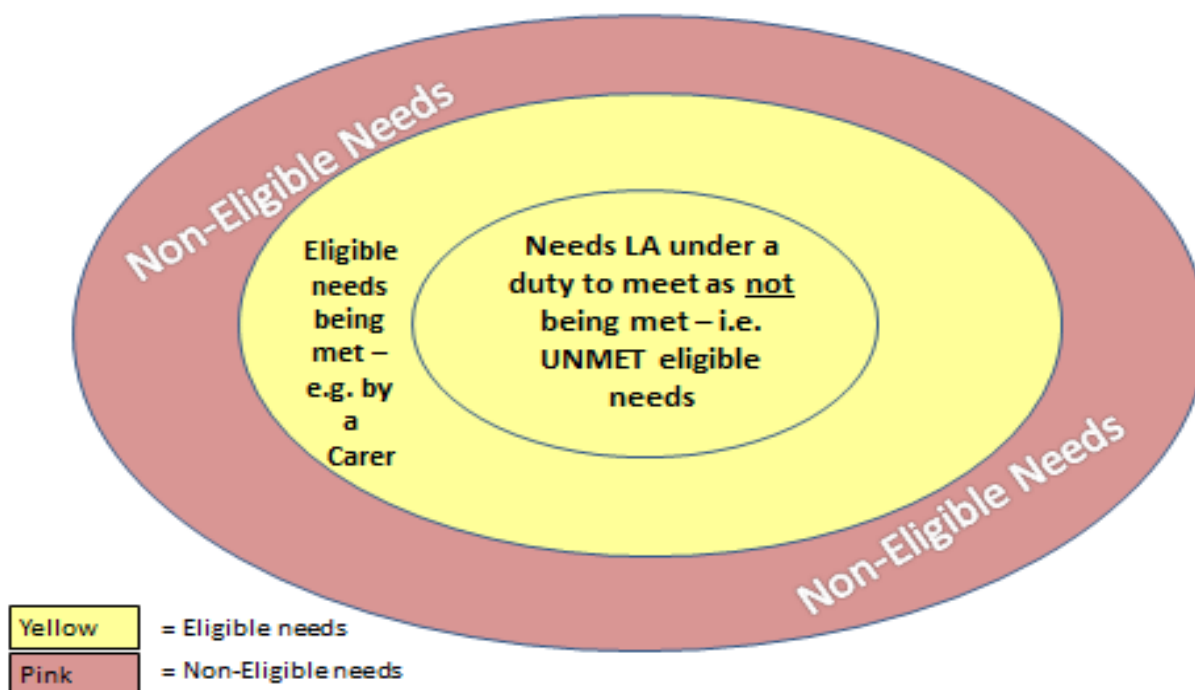 Non-Eligible Needs
Eligible
needs
being
met –
e.g. by
a
Carer
Needs LA under a
duty to meet as not
being met – i.e.
UNMET eligible
needs
Non-Eligible Needs
Yellow = Eligible needs
Pink = Non-Eligible needs